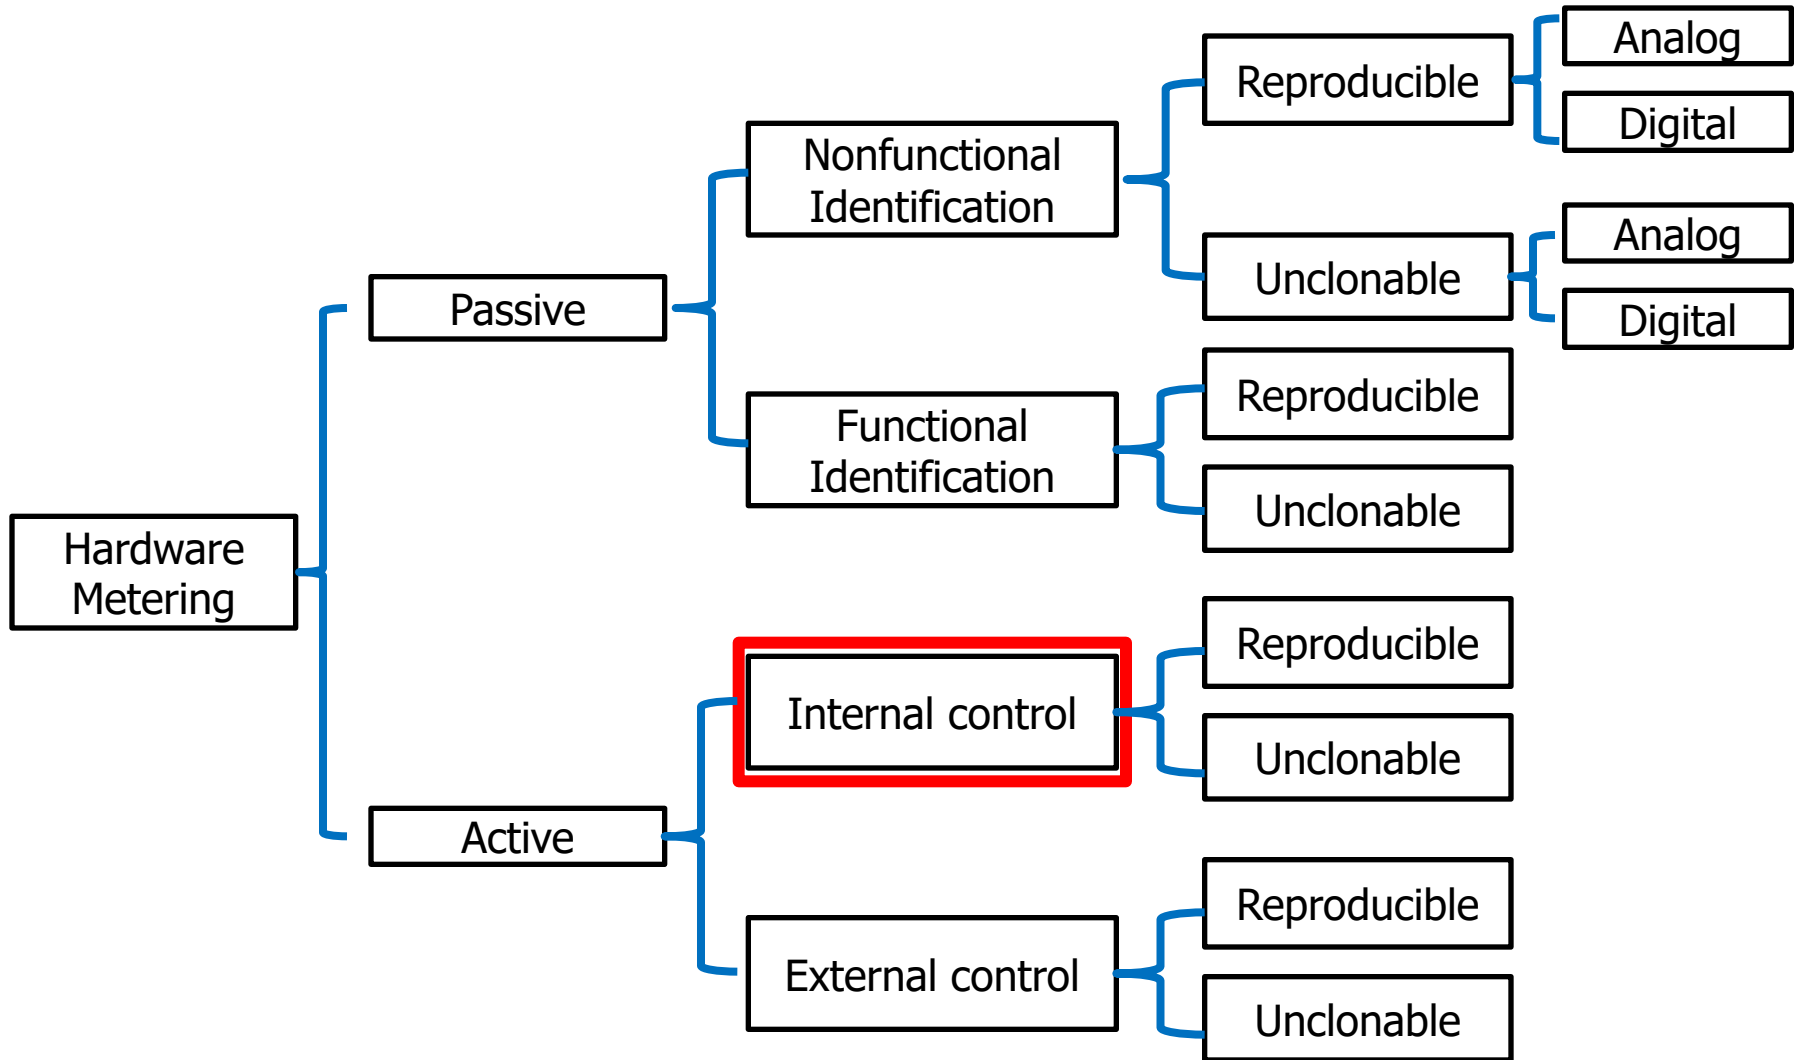 Hardware
Metering
Passive
Nonfunctional
Identification
Reproducible
Analog
Digital
Unclonable
Analog
Digital
Functional
Identification
Reproducible
Unclonable
Active
Internal control
Reproducible
Unclonable
External control
Reproducible
Unclonable